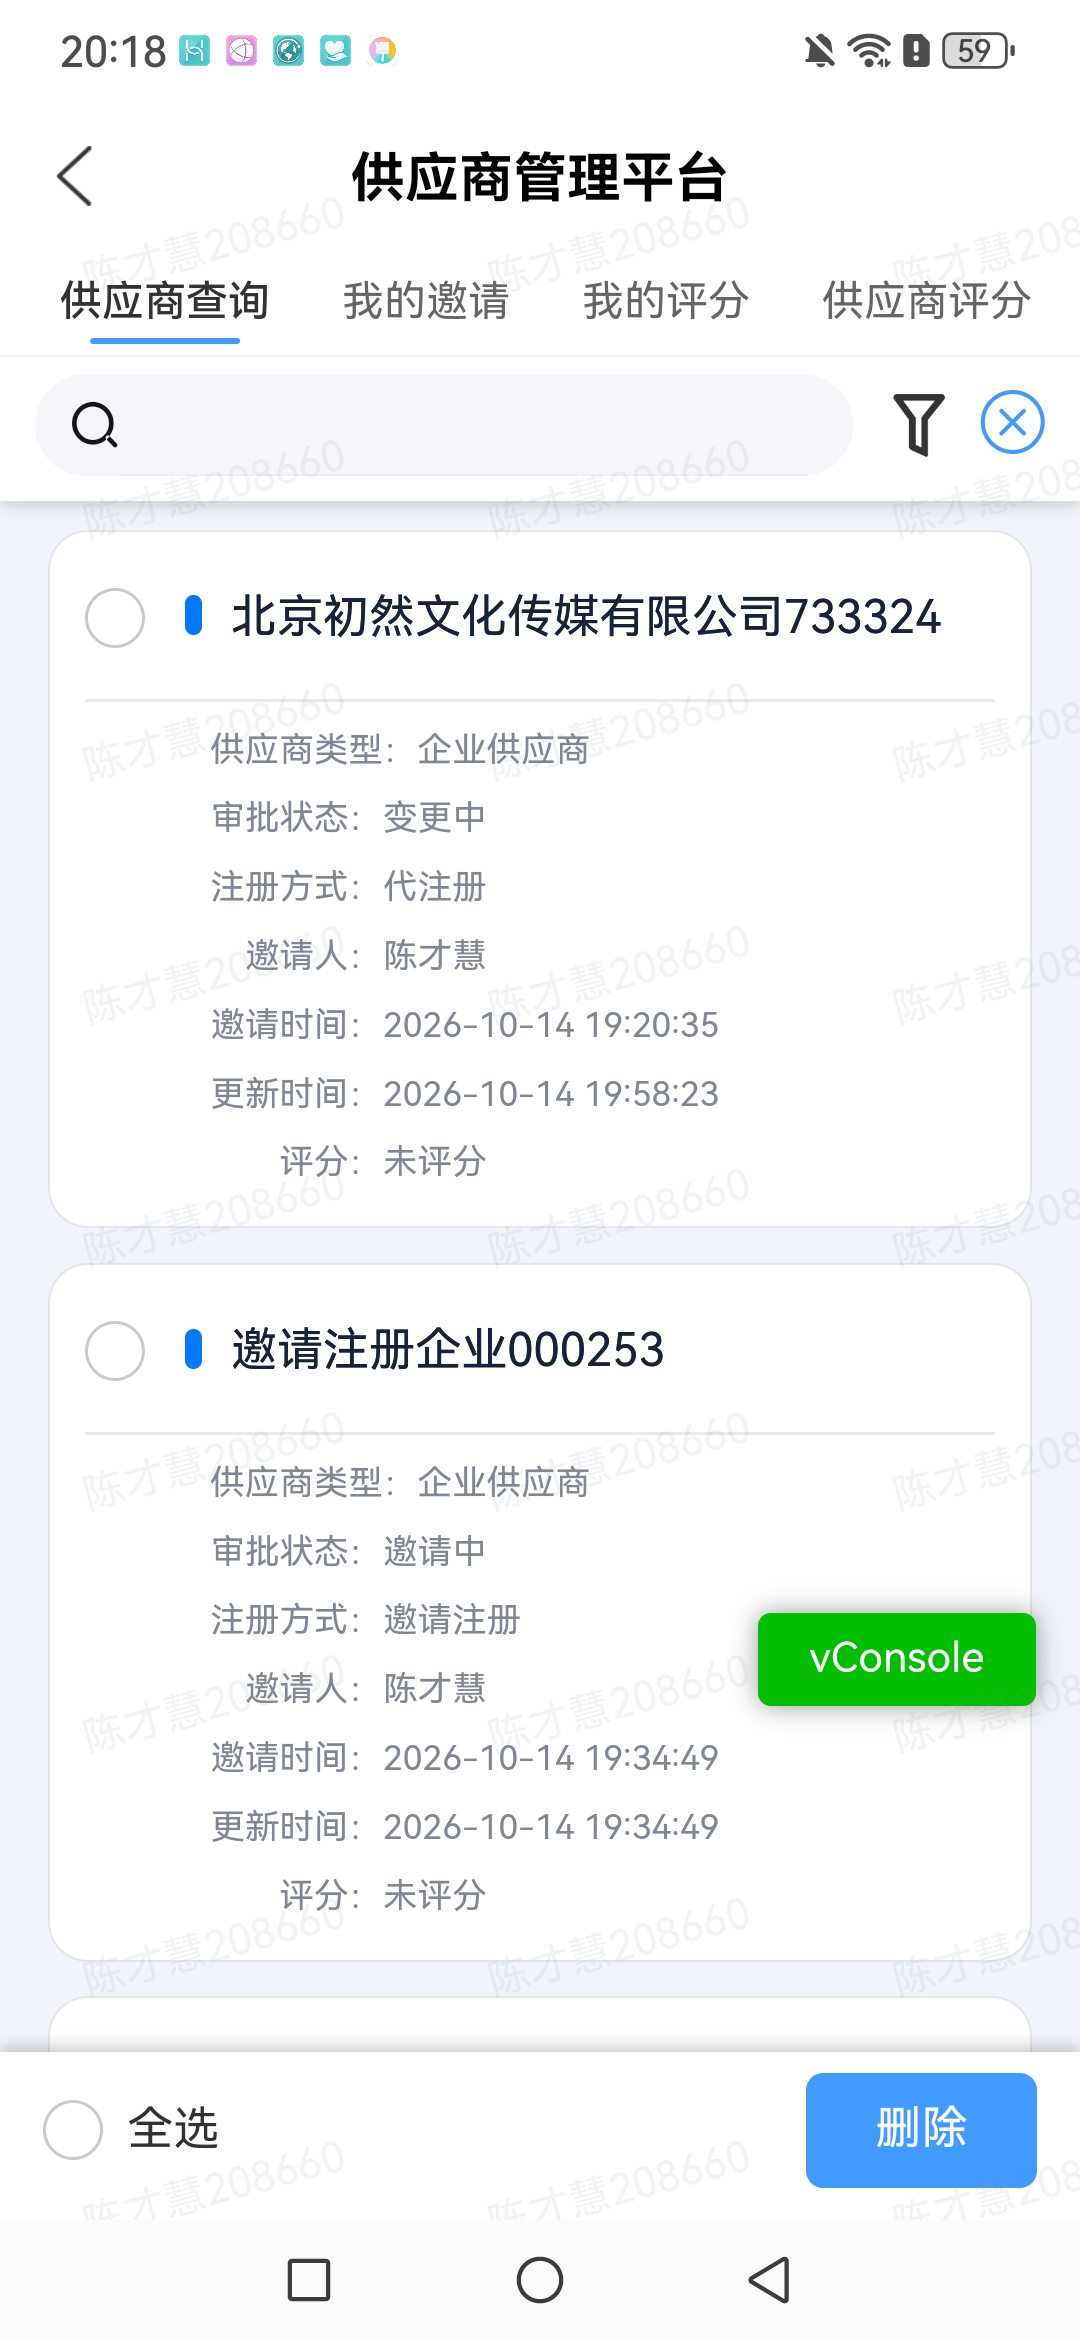 20:18
59
供应商管理平台
供应商查询 我的邀请 我的评分 供应商评分
北京初然文化传媒有限公司733324
供应商类型：企业供应商
审批状态：变更中
注册方式：代注册
邀请人：陈才慧
邀请时间：2026-10-14 19:20:35
更新时间：2026-10-14 19:58:23
评分：未评分
邀请注册企业000253
供应商类型：企业供应商
审批状态：邀请中
注册方式：邀请注册
vConsole
邀请人：陈才慧
邀请时间：2026-10-14 19:34:49
更新时间：2026-10-14 19:34:49
评分：未评分
全选 删除
陈才慧208660